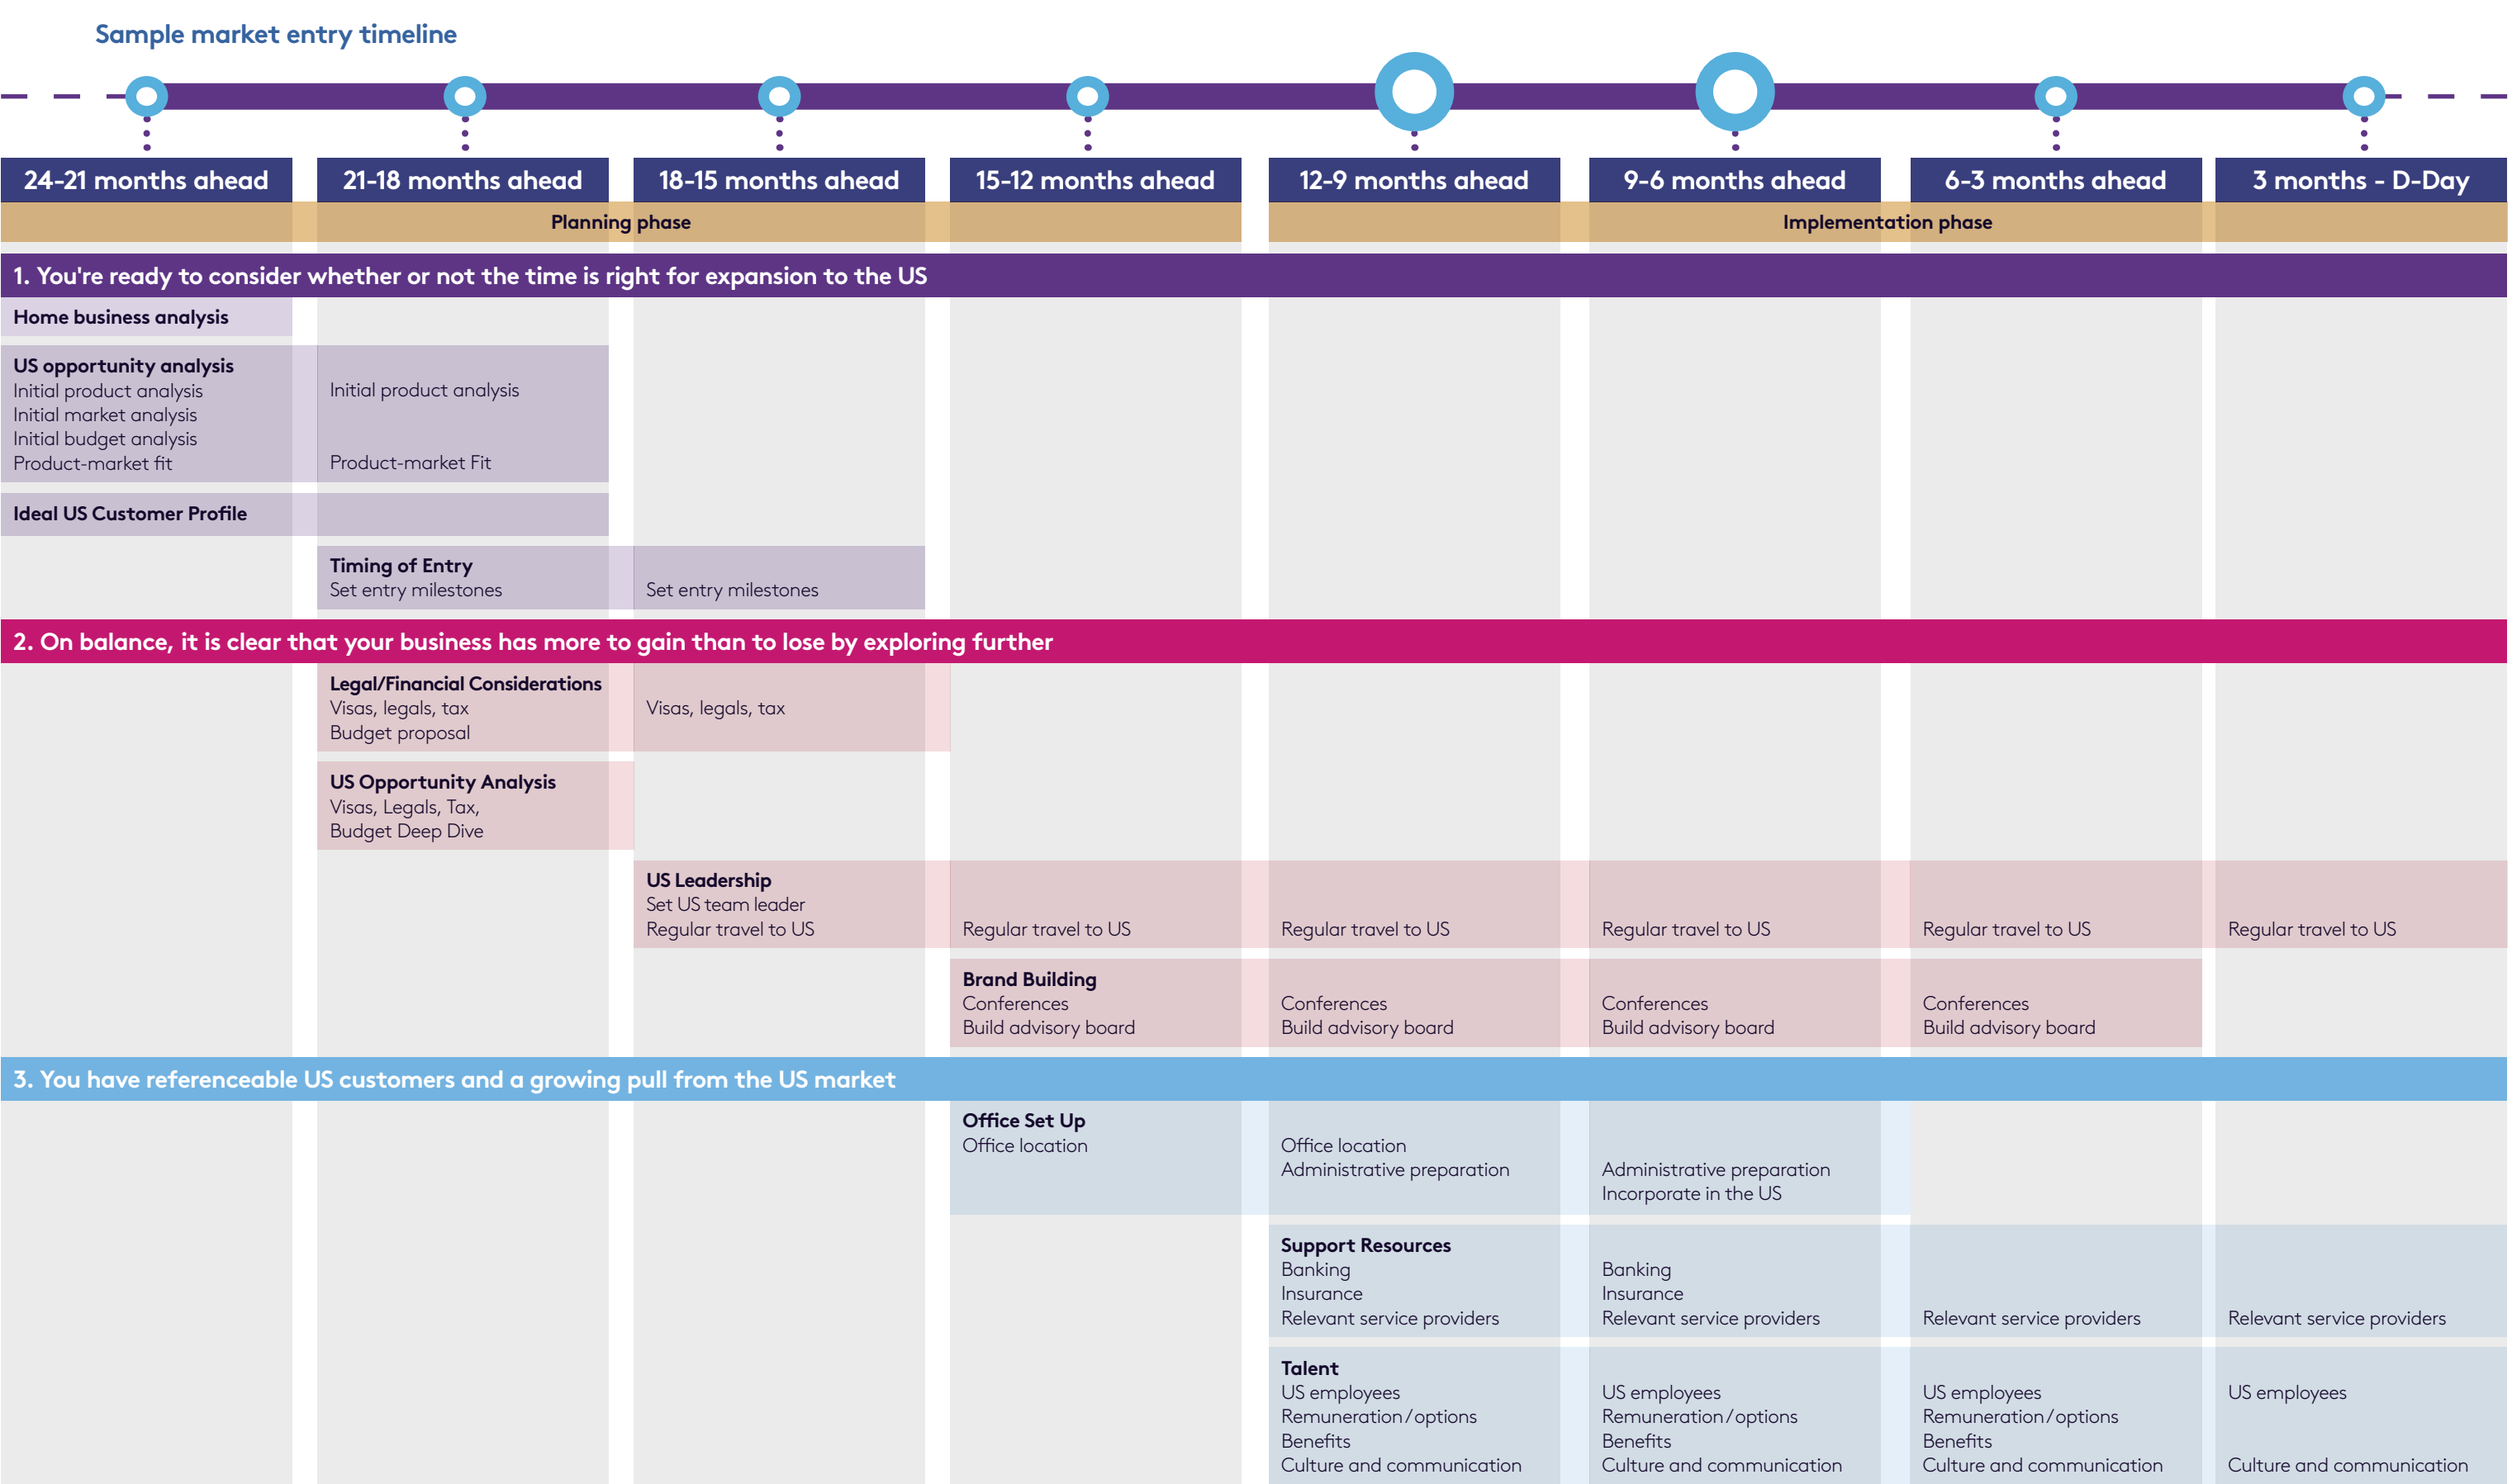 Sample market entry timeline
24-21 months ahead
21-18 months ahead
18-15 months ahead
15-12 months ahead
12-9 months ahead
9-6 months ahead
6-3 months ahead
3 months - D-Day
Planning phase
Implementation phase
1. You're ready to consider whether or not the time is right for expansion to the US
Home business analysis
US opportunity analysis
Initial product analysis
Initial market analysis
Initial budget analysis
Product-market fit
Initial product analysis
Product-market Fit
Ideal US Customer Profile
Timing of Entry
Set entry milestones
Set entry milestones
2. On balance, it is clear that your business has more to gain than to lose by exploring further
Legal/Financial Considerations
Visas, legals, tax
Budget proposal
Visas, legals, tax
US Opportunity Analysis
Visas, Legals, Tax,
Budget Deep Dive
US Leadership
Set US team leader
Regular travel to US
Regular travel to US
Regular travel to US
Regular travel to US
Regular travel to US
Regular travel to US
Brand Building
Conferences
Build advisory board
Conferences
Build advisory board
Conferences
Build advisory board
Conferences
Build advisory board
3. You have referenceable US customers and a growing pull from the US market
Office Set Up
Office location
Office location
Administrative preparation
Administrative preparation
Incorporate in the US
Support Resources
Banking
Insurance
Relevant service providers
Banking
Insurance
Relevant service providers
Relevant service providers
Relevant service providers
Talent
US employees
Remuneration/options
Benefits
Culture and communication
US employees
Remuneration/options
Benefits
Culture and communication
US employees
Remuneration/options
Benefits
Culture and communication
US employees
Culture and communication